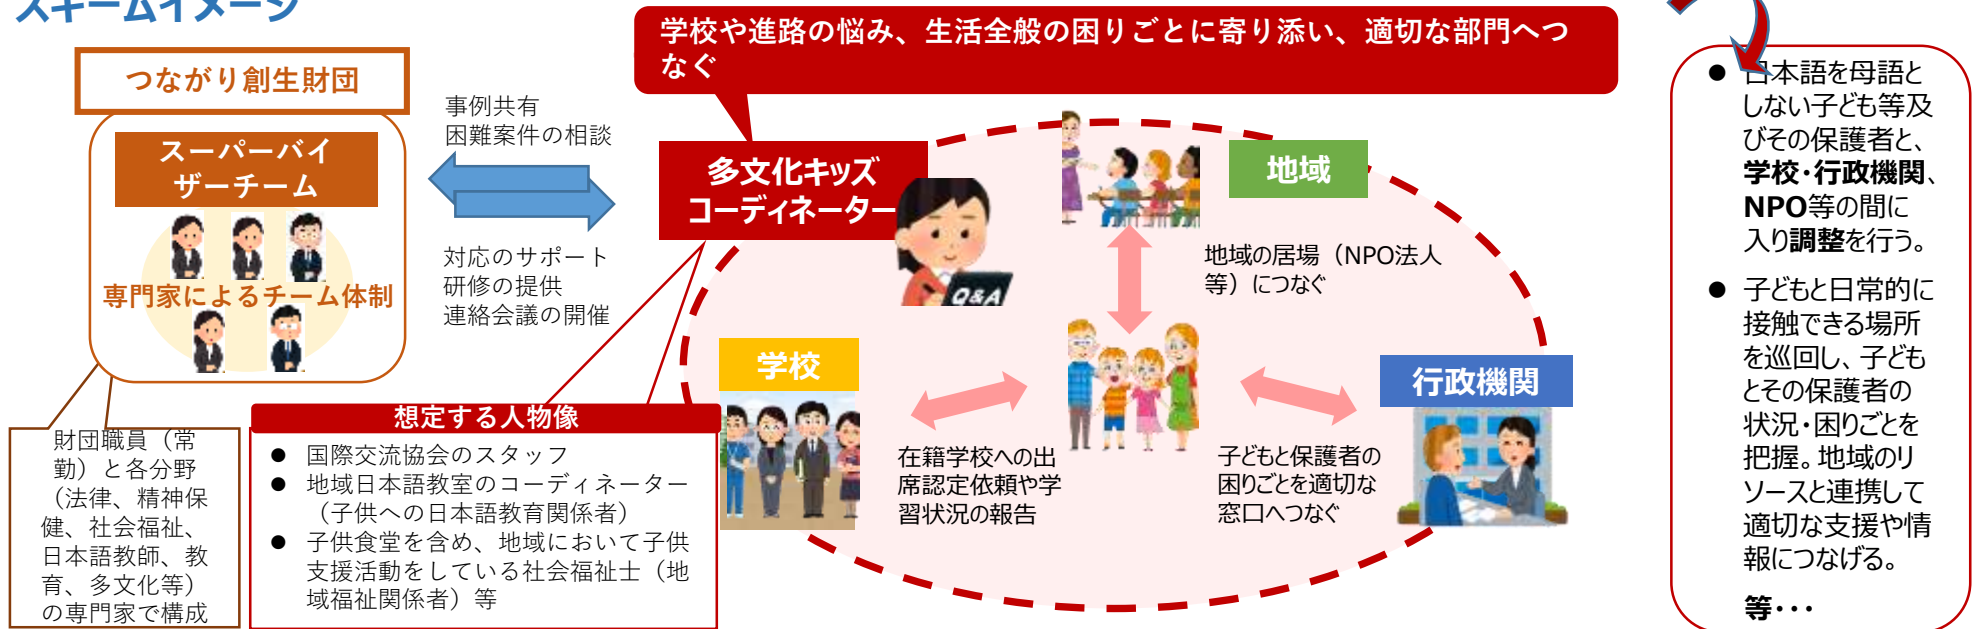 スキームイメージ
つながり創生財団
スーパーバイ
ザーチーム
専門家によるチーム体制
財団職員（常
勤）と各分野
（法律、精神保
健、社会福祉、
日本語教師、教
育、多文化等）
の専門家で構成
事例共有
困難案件の相談
対応のサポート
研修の提供
連絡会議の開催
学校や進路の悩み、生活全般の困りごとに寄り添い、適切な部門へつ
なぐ
多文化キッズ
コーディネーター
Q&A
想定する人物像
● 国際交流協会のスタッフ
● 地域日本語教室のコーディネーター
（子供への日本語教育関係者）
● 子供食堂を含め、地域において子供
支援活動をしている社会福祉士（地
域福祉関係者）等
地域
地域の居場（NPO法人
等）につなぐ
学校
在籍学校への出
席認定依頼や学
習状況の報告
行政機関
子どもと保護者の
困りごとを適切な
窓口へつなぐ
● 日本語を母語と
しない子ども等及
びその保護者と、
学校・行政機関、
NPO等の間に
入り調整を行う。
● 子どもと日常的に
接触できる場所
を巡回し、子ども
とその保護者の
状況・困りごとを
把握。地域のリ
ソースと連携して
適切な支援や情
報につなげる。
等・・・